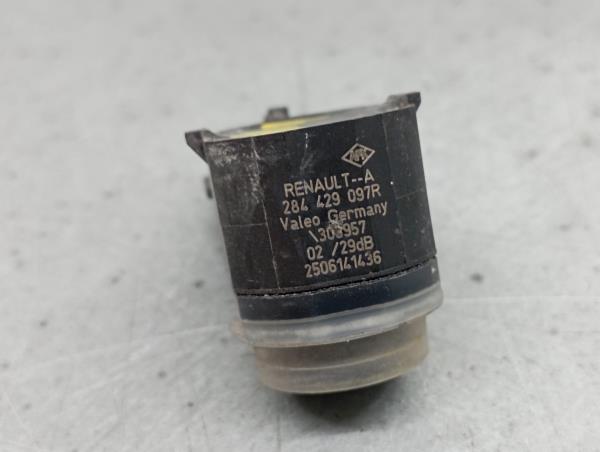 RENAULT--A
284 429 097R
Valeo Germany
\303957
02 /29dB
2506141436